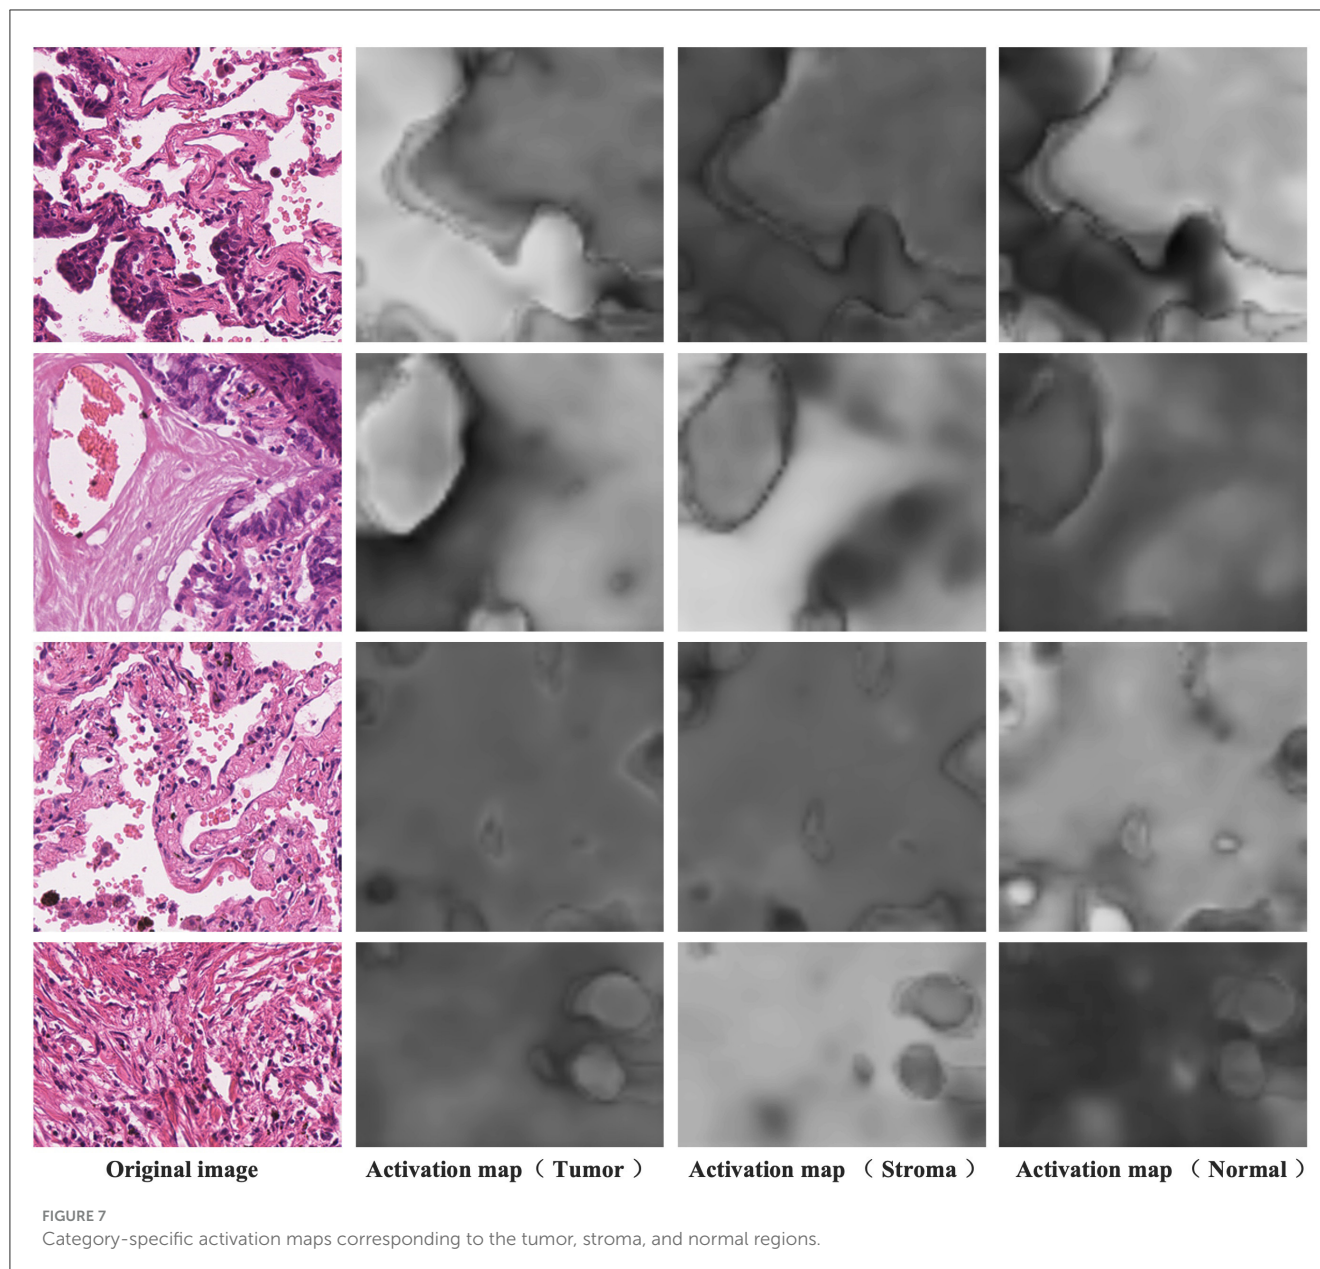 Original image
Activation map （ Tumor ）
Activation map （ Stroma ）
Activation map （ Normal ）
FIGURE 7
Category-specific activation maps corresponding to the tumor, stroma, and normal regions.